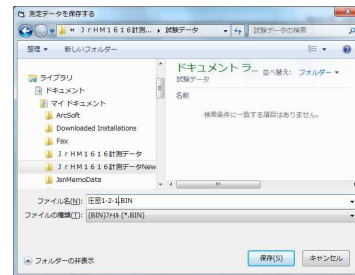 測定データを保存する
« ＪｒＨＭ１６１６計測... ▸ 試験データ
試験データの検索
整理 ▼ 新しいフォルダー
ライブラリ
ドキュメント
マイ ドキュメント
ArcSoft
Downloaded Installations
Fax
ＪｒＨＭ１６１６計測データ
ＪｒＨＭ１６１６計測データNew
JsnMemoData
ドキュメント ラ...
試験データ
並べ替え: フォルダー ▼
名前
検索条件に一致する項目はありません。
ファイル名(N): 圧密1-2-1.BIN
ファイルの種類(T): (BIN)ﾌｧｲﾙ (*.BIN)
フォルダーの非表示
保存(S)
キャンセル